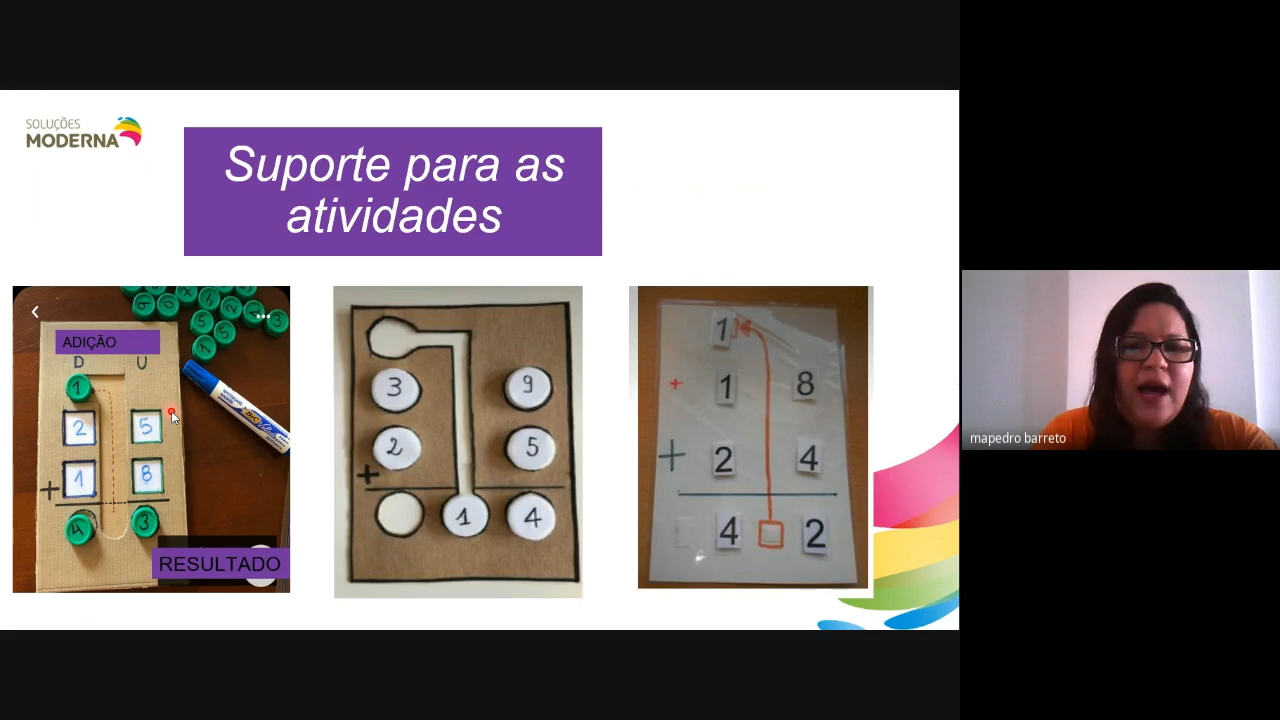 SOLUÇÕES
MODERNA
Suporte para as
atividades
ADIÇÃO
D U
1
2 5
+ 1 8
4 3
RESULTADO
3 9
2 5
+
1 4
1
+ 1 8
+ 2 4
4 2
mapedro barreto